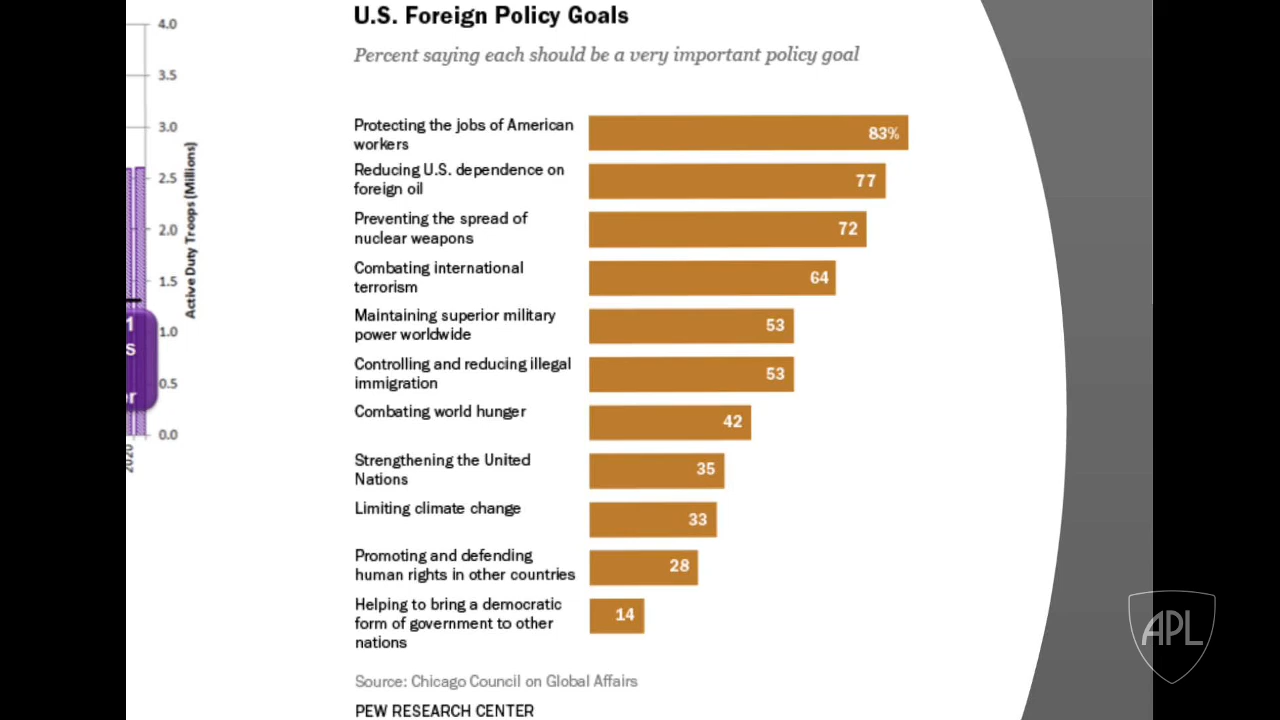 4.0
3.5
3.0
2.5
2.0
1.5
1.0
0.5
0.0
Active Duty Troops (Millions)
2020
1
s
er
U.S. Foreign Policy Goals
Percent saying each should be a very important policy goal
Protecting the jobs of American
workers
83%
Reducing U.S. dependence on
foreign oil
77
Preventing the spread of
nuclear weapons
72
Combating international
terrorism
64
Maintaining superior military
power worldwide
53
Controlling and reducing illegal
immigration
53
Combating world hunger
42
Strengthening the United
Nations
35
Limiting climate change
33
Promoting and defending
human rights in other countries
28
Helping to bring a democratic
form of government to other
nations
14
Source: Chicago Council on Global Affairs
PEW RESEARCH CENTER
APL